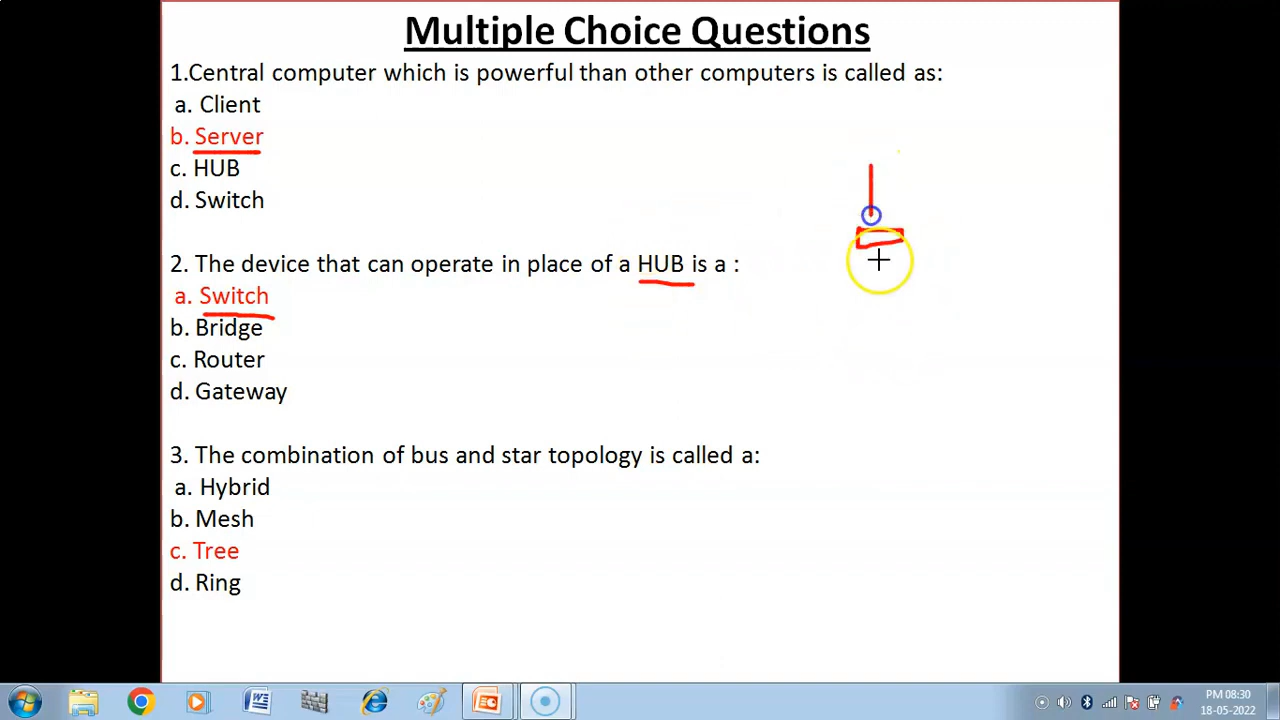 Multiple Choice Questions
1.Central computer which is powerful than other computers is called as:
a. Client
b. Server
c. HUB
d. Switch
2. The device that can operate in place of a HUB is a :
a. Switch
b. Bridge
c. Router
d. Gateway
3. The combination of bus and star topology is called a:
a. Hybrid
b. Mesh
c. Tree
d. Ring
PM 08:30
18-05-2022